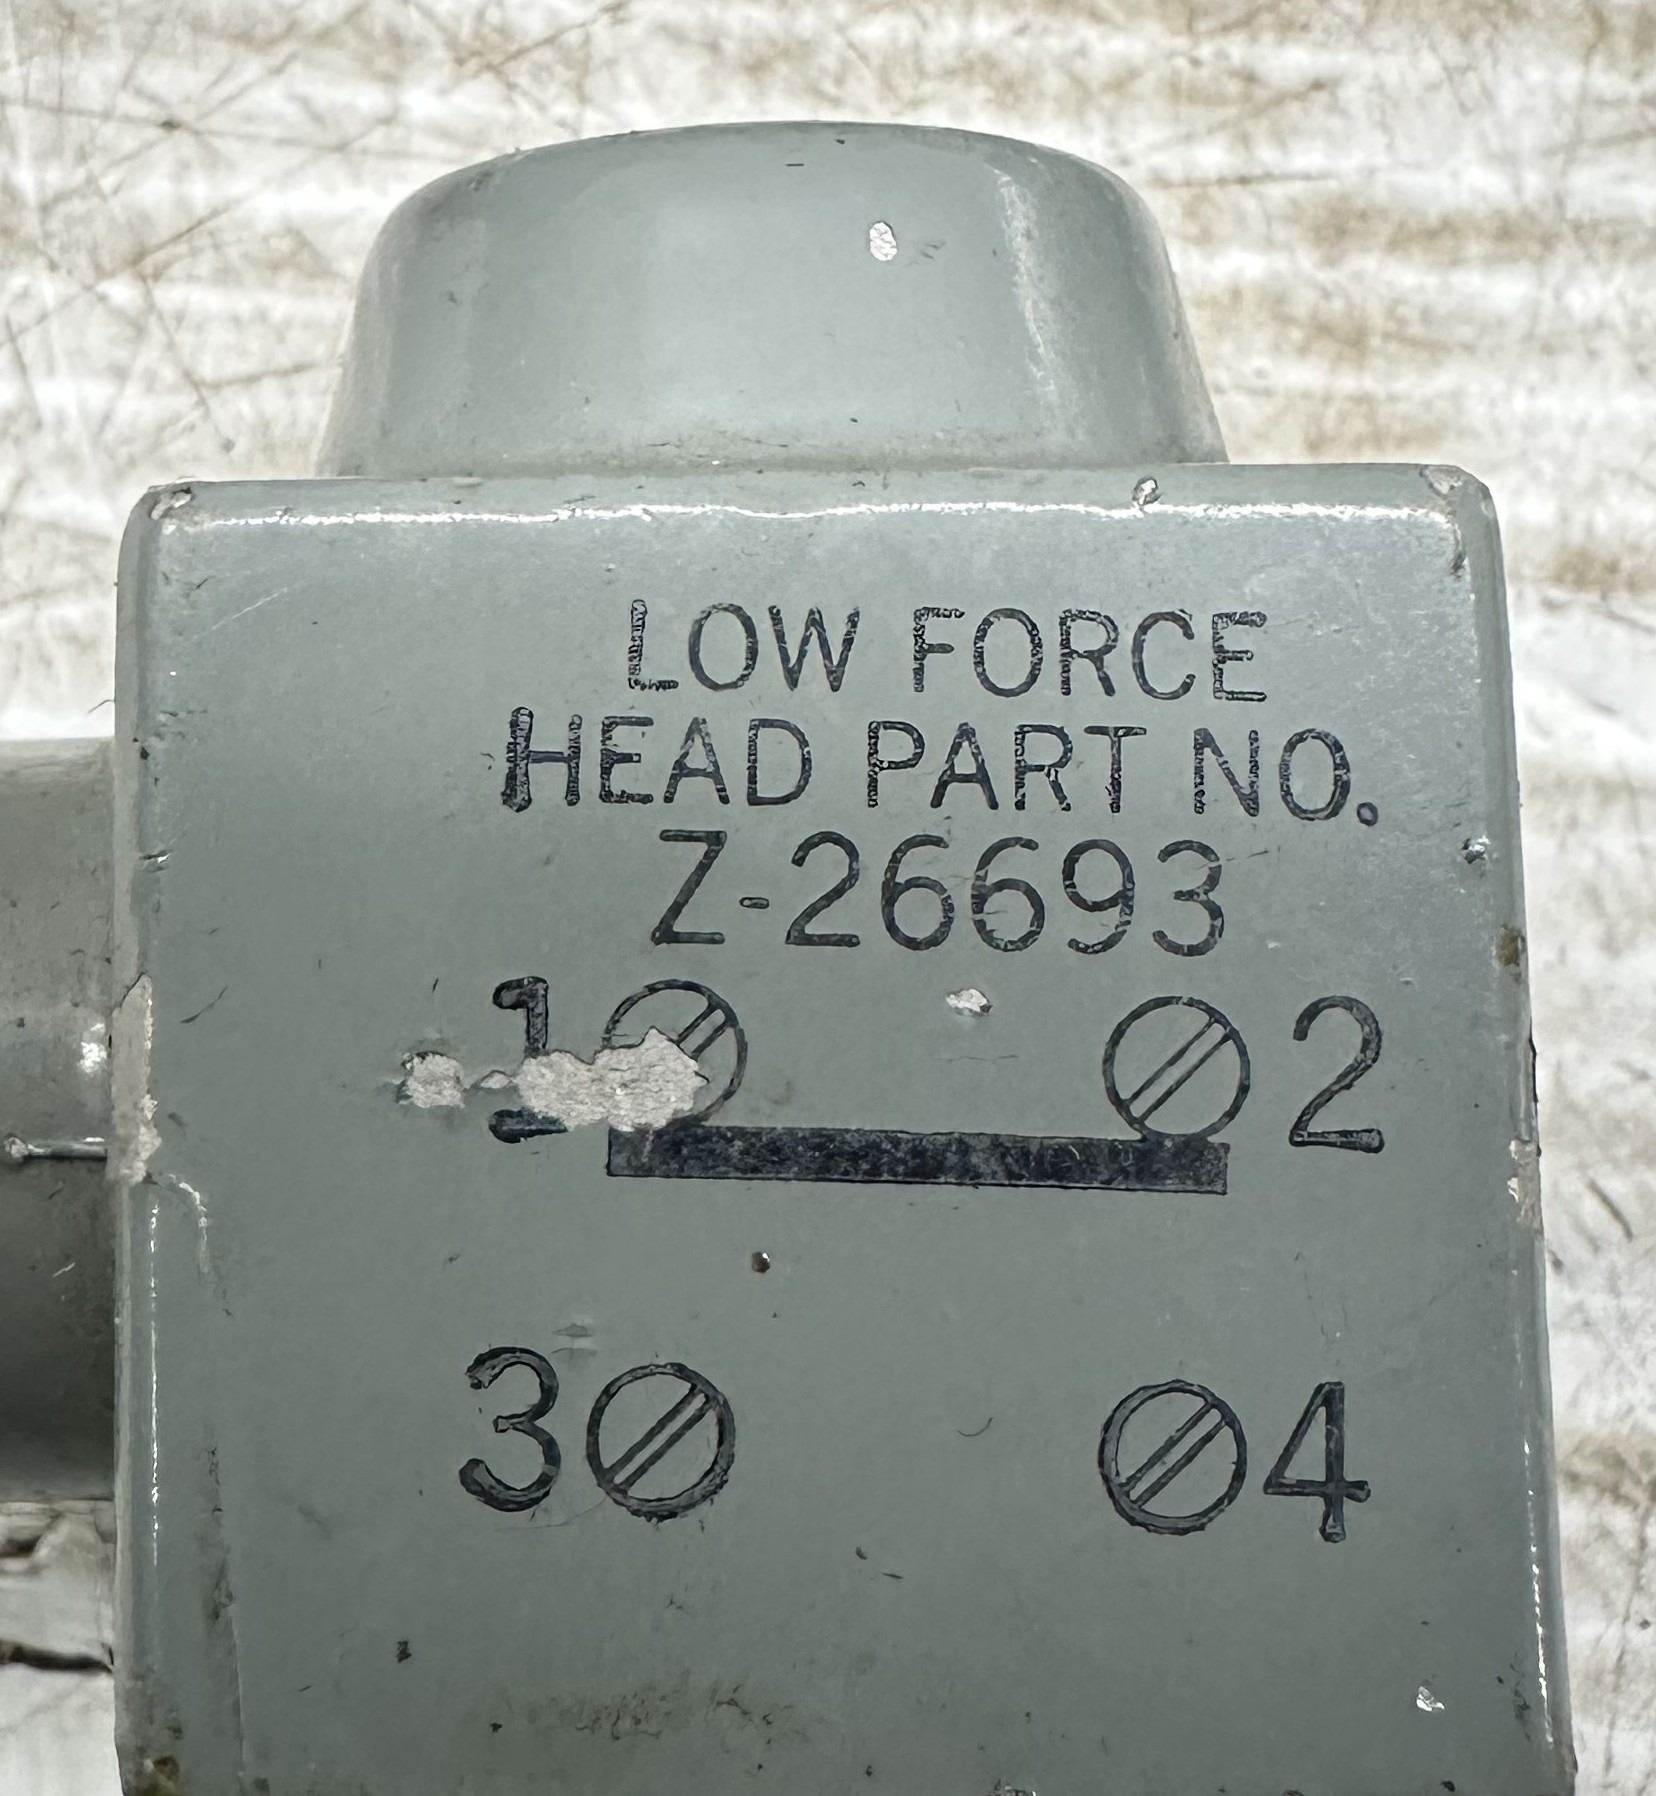 LOW FORCE
HEAD PART NO.
Z-26693
1 2
3 4